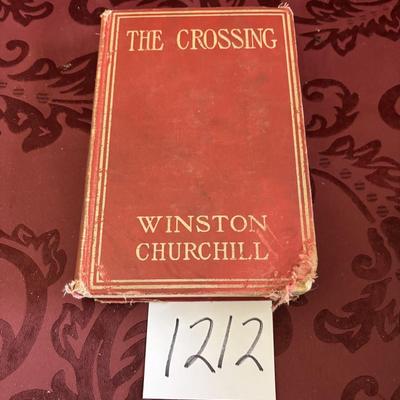 THE CROSSING
WINSTON
CHURCHILL
1212